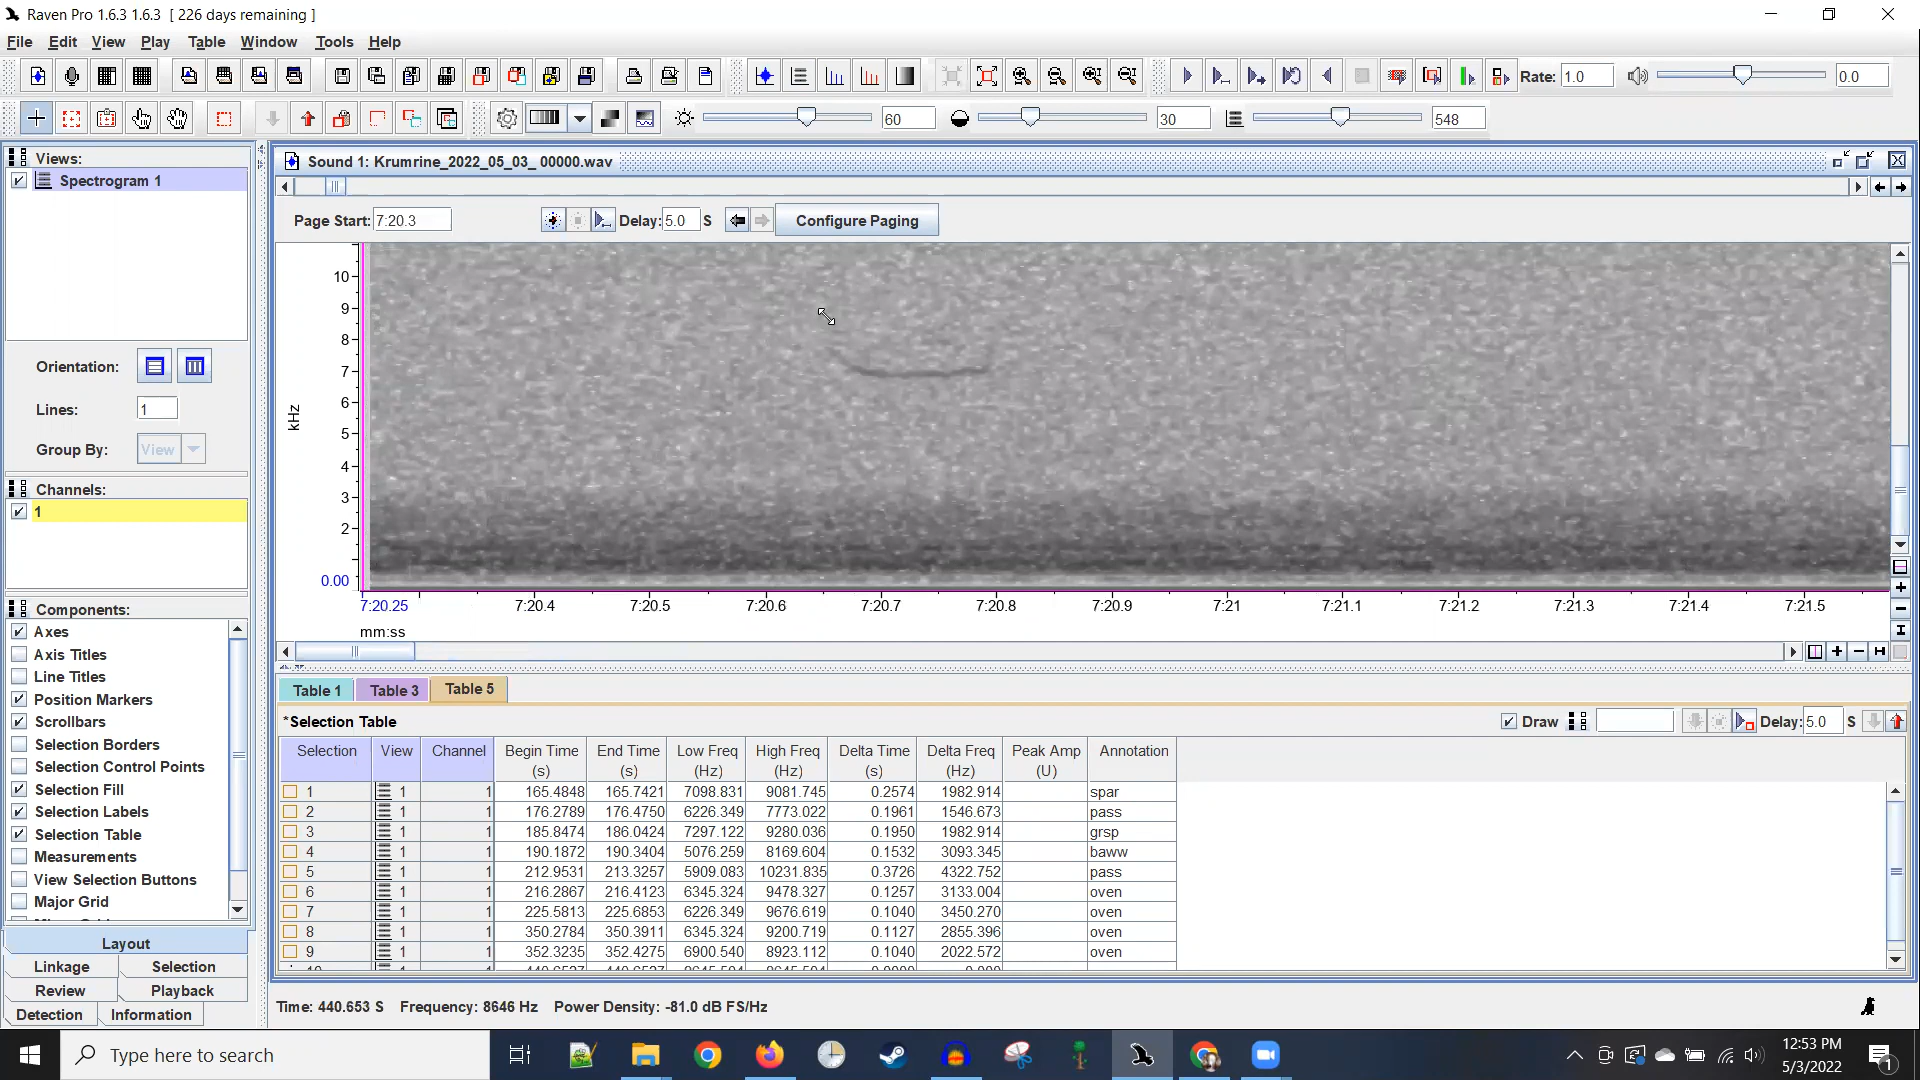 Raven Pro 1.6.3 1.6.3 [ 226 days remaining ]
File Edit View Play Table Window Tools Help
Rate: 1.0 0.0
60 30 548
Views:
Spectrogram 1
Orientation:
Lines: 1
Group By: View
Channels:
1
Components:
Axes
Axis Titles
Line Titles
Position Markers
Scrollbars
Selection Borders
Selection Control Points
Selection Fill
Selection Labels
Selection Table
Measurements
View Selection Buttons
Major Grid
Layout
Linkage Selection
Review Playback
Detection Information
Sound 1: Krumrine_2022_05_03_ 00000.wav
Page Start: 7:20.3 Delay: 5.0 S Configure Paging
kHz
10
9
8
7
6
5
4
3
2
0.00
7:20.25 7:20.4 7:20.5 7:20.6 7:20.7 7:20.8 7:20.9 7:21 7:21.1 7:21.2 7:21.3 7:21.4 7:21.5
mm:ss
Table 1 Table 3 Table 5
*Selection Table Draw Delay: 5.0 S
Selection View Channel Begin Time (s) End Time (s) Low Freq (Hz) High Freq (Hz) Delta Time (s) Delta Freq (Hz) Peak Amp (U) Annotation
1 1 1 165.4848 165.7421 7098.831 9081.745 0.2574 1982.914 spar
2 1 1 176.2789 176.4750 6226.349 7773.022 0.1961 1546.673 pass
3 1 1 185.8474 186.0424 7297.122 9280.036 0.1950 1982.914 grsp
4 1 1 190.1872 190.3404 5076.259 8169.604 0.1532 3093.345 baww
5 1 1 212.9531 213.3257 5909.083 10231.835 0.3726 4322.752 pass
6 1 1 216.2867 216.4123 6345.324 9478.327 0.1257 3133.004 oven
7 1 1 225.5813 225.6853 6226.349 9676.619 0.1040 3450.270 oven
8 1 1 350.2784 350.3911 6345.324 9200.719 0.1127 2855.396 oven
9 1 1 352.3235 352.4275 6900.540 8923.112 0.1040 2022.572 oven
Time: 440.653 S Frequency: 8646 Hz Power Density: -81.0 dB FS/Hz
Type here to search
12:53 PM
5/3/2022
1